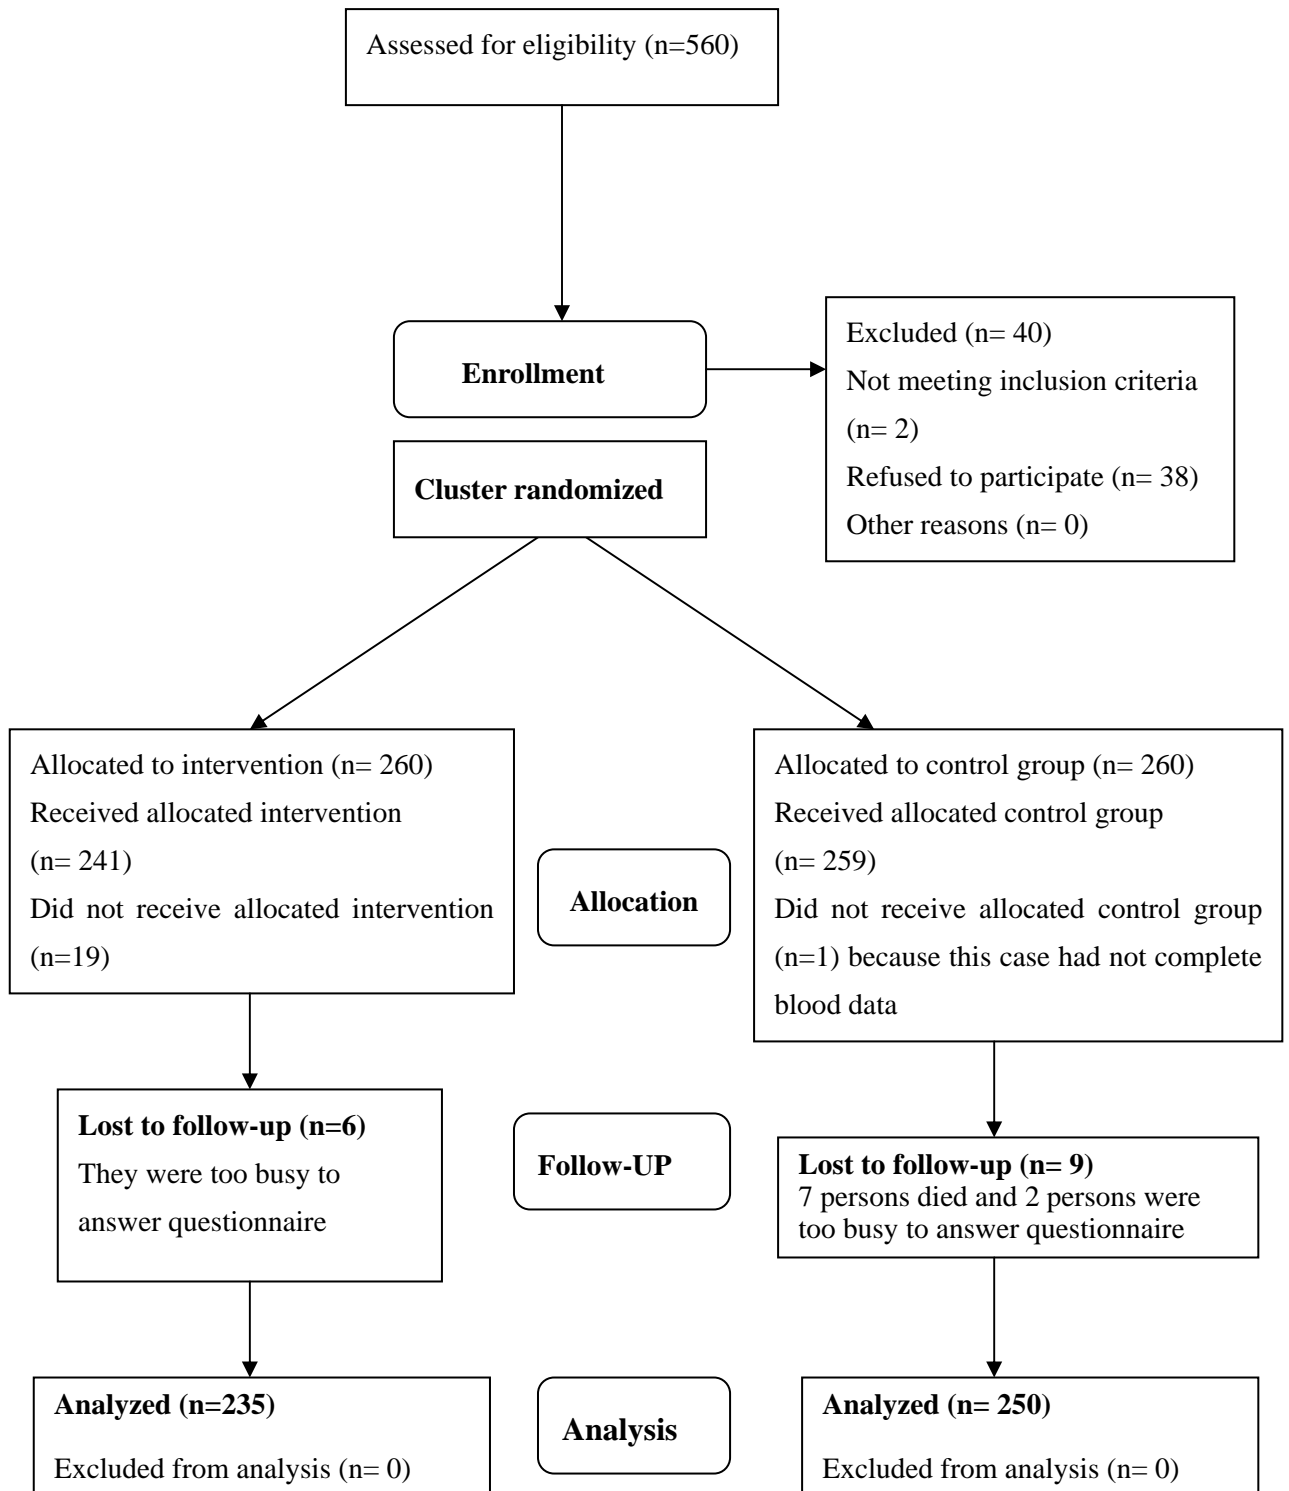 Assessed for eligibility (n=560)
Enrollment
Excluded (n= 40)
Not meeting inclusion criteria
(n= 2)
Refused to participate (n= 38)
Other reasons (n= 0)
Cluster randomized
Allocated to intervention (n= 260)
Received allocated intervention
(n= 241)
Did not receive allocated intervention
(n=19)
Allocation
Allocated to control group (n= 260)
Received allocated control group
(n= 259)
Did not receive allocated control group
(n=1) because this case had not complete
blood data
Lost to follow-up (n=6)
They were too busy to
answer questionnaire
Follow-UP
Lost to follow-up (n= 9)
7 persons died and 2 persons were
too busy to answer questionnaire
Analyzed (n=235)
Excluded from analysis (n= 0)
Analysis
Analyzed (n= 250)
Excluded from analysis (n= 0)